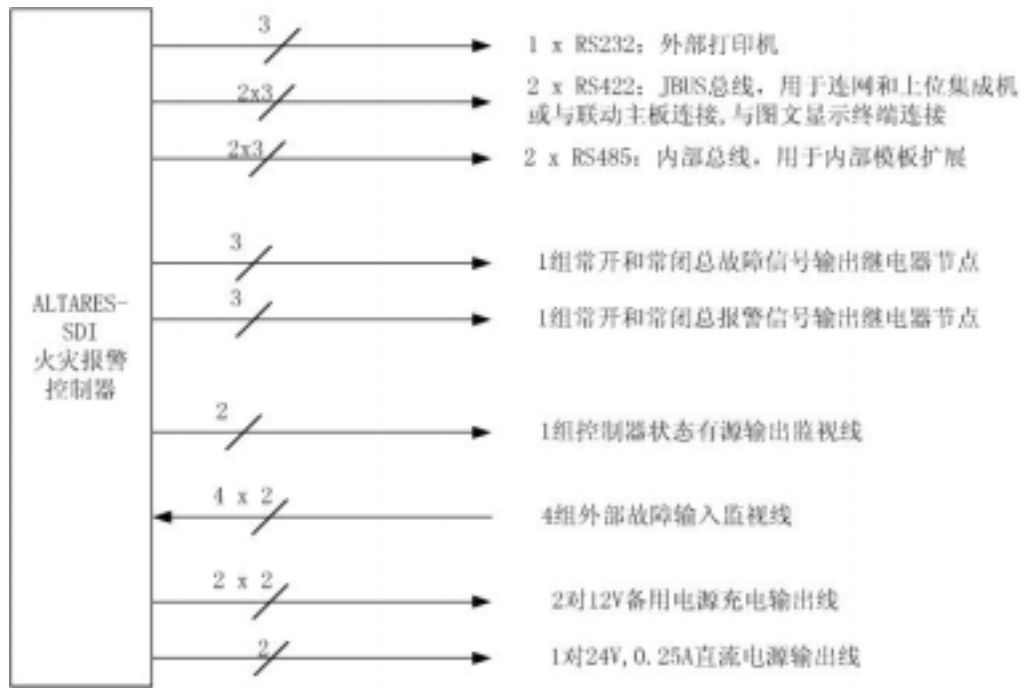 3
1 x RS232：外部打印机
2x3
2 x RS422：JBUS总线，用于连网和上位集成机
或与联动主板连接,与图文显示终端连接
2x3
2 x RS485：内部总线，用于内部模板扩展
3
1组常开和常闭总故障信号输出继电器节点
3
1组常开和常闭总报警信号输出继电器节点
ALTARES-
SDI
火灾报警
控制器
2
1组控制器状态有源输出监视线
4 x 2
4组外部故障输入监视线
2 x 2
2对12V备用电源充电输出线
2
1对24V,0.25A直流电源输出线